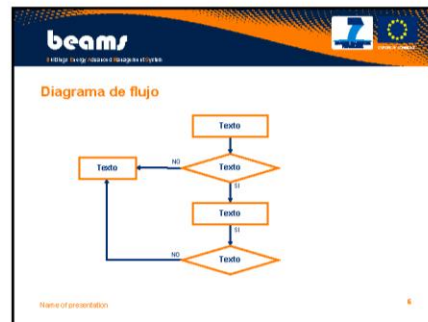 beams
Diagrama de flujo
Texto
NO
Texto
Texto
SI
Texto
SI
NO
Texto
Name of presentation
6